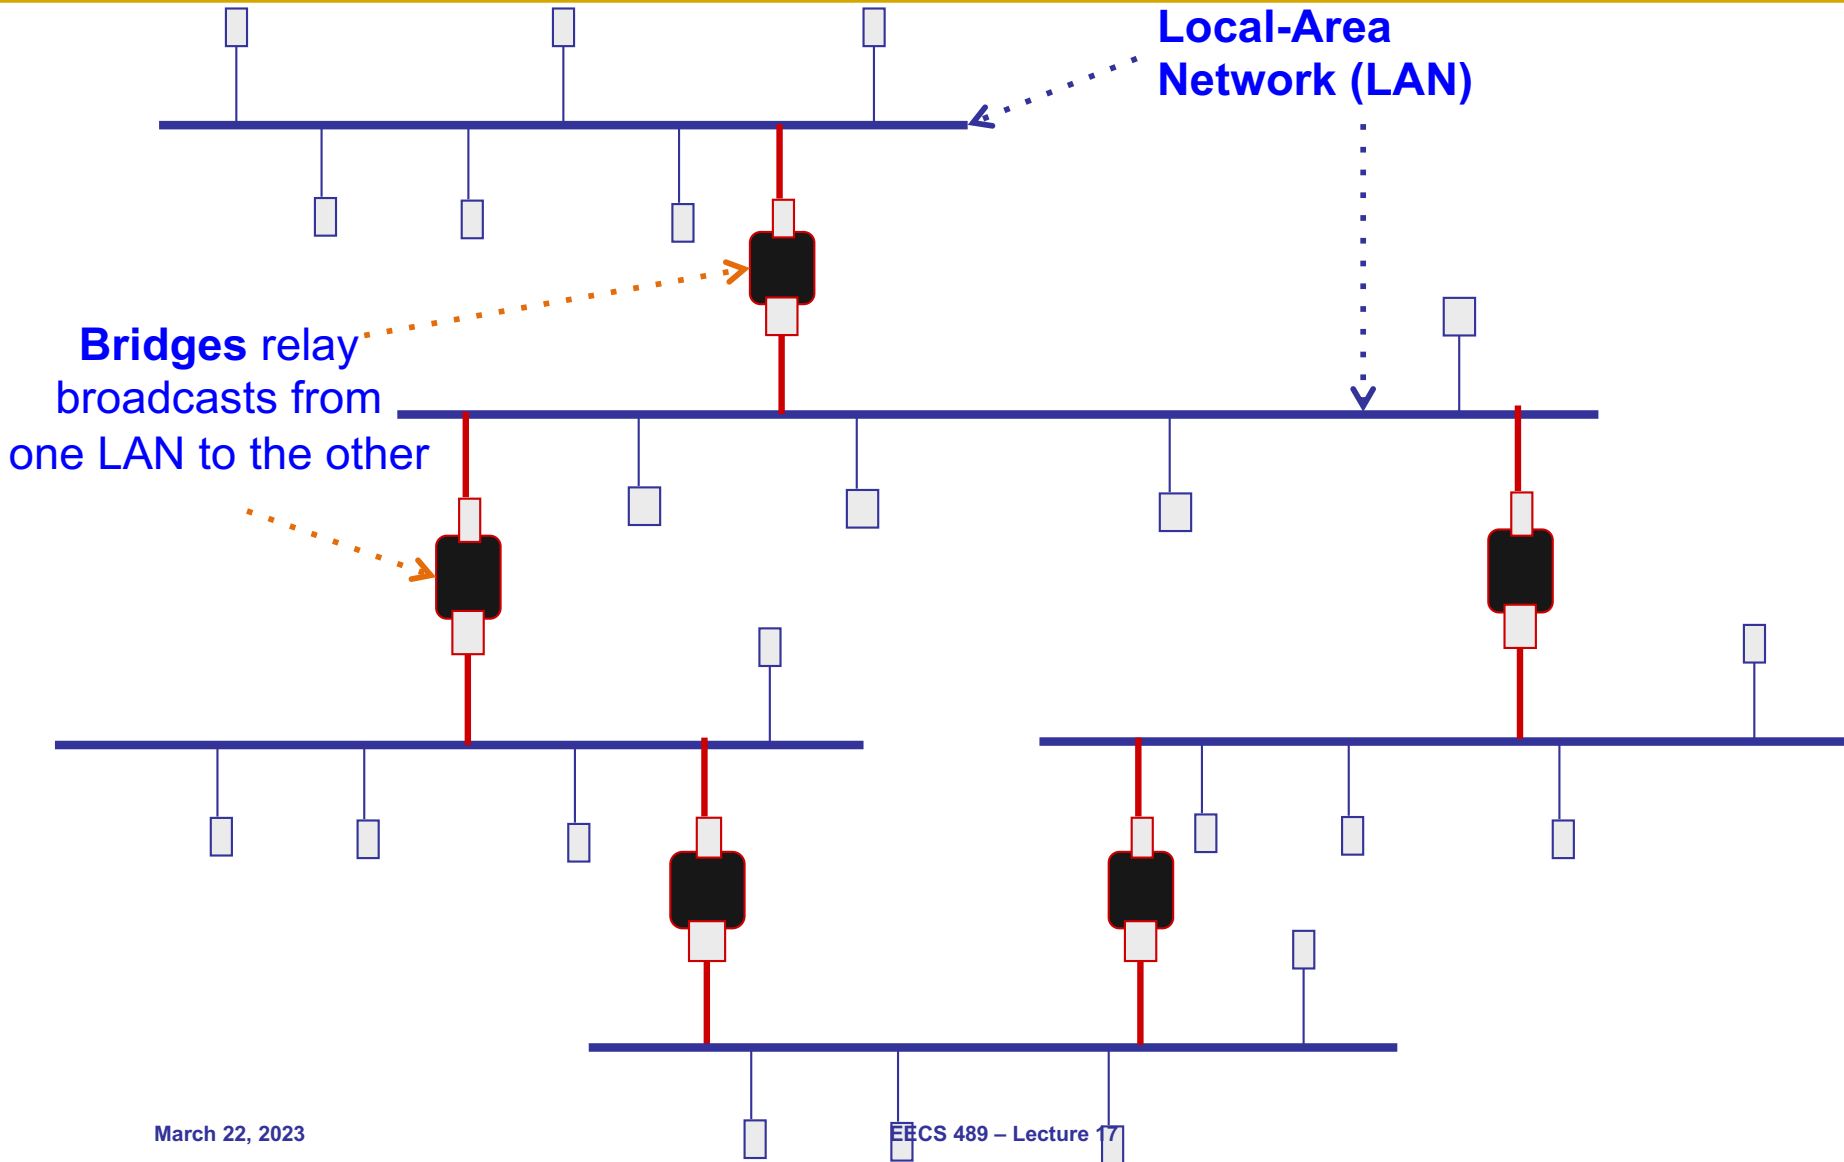 Local-Area
Network (LAN)
Bridges relay
broadcasts from
one LAN to the other
March 22, 2023
EECS 489 – Lecture 17